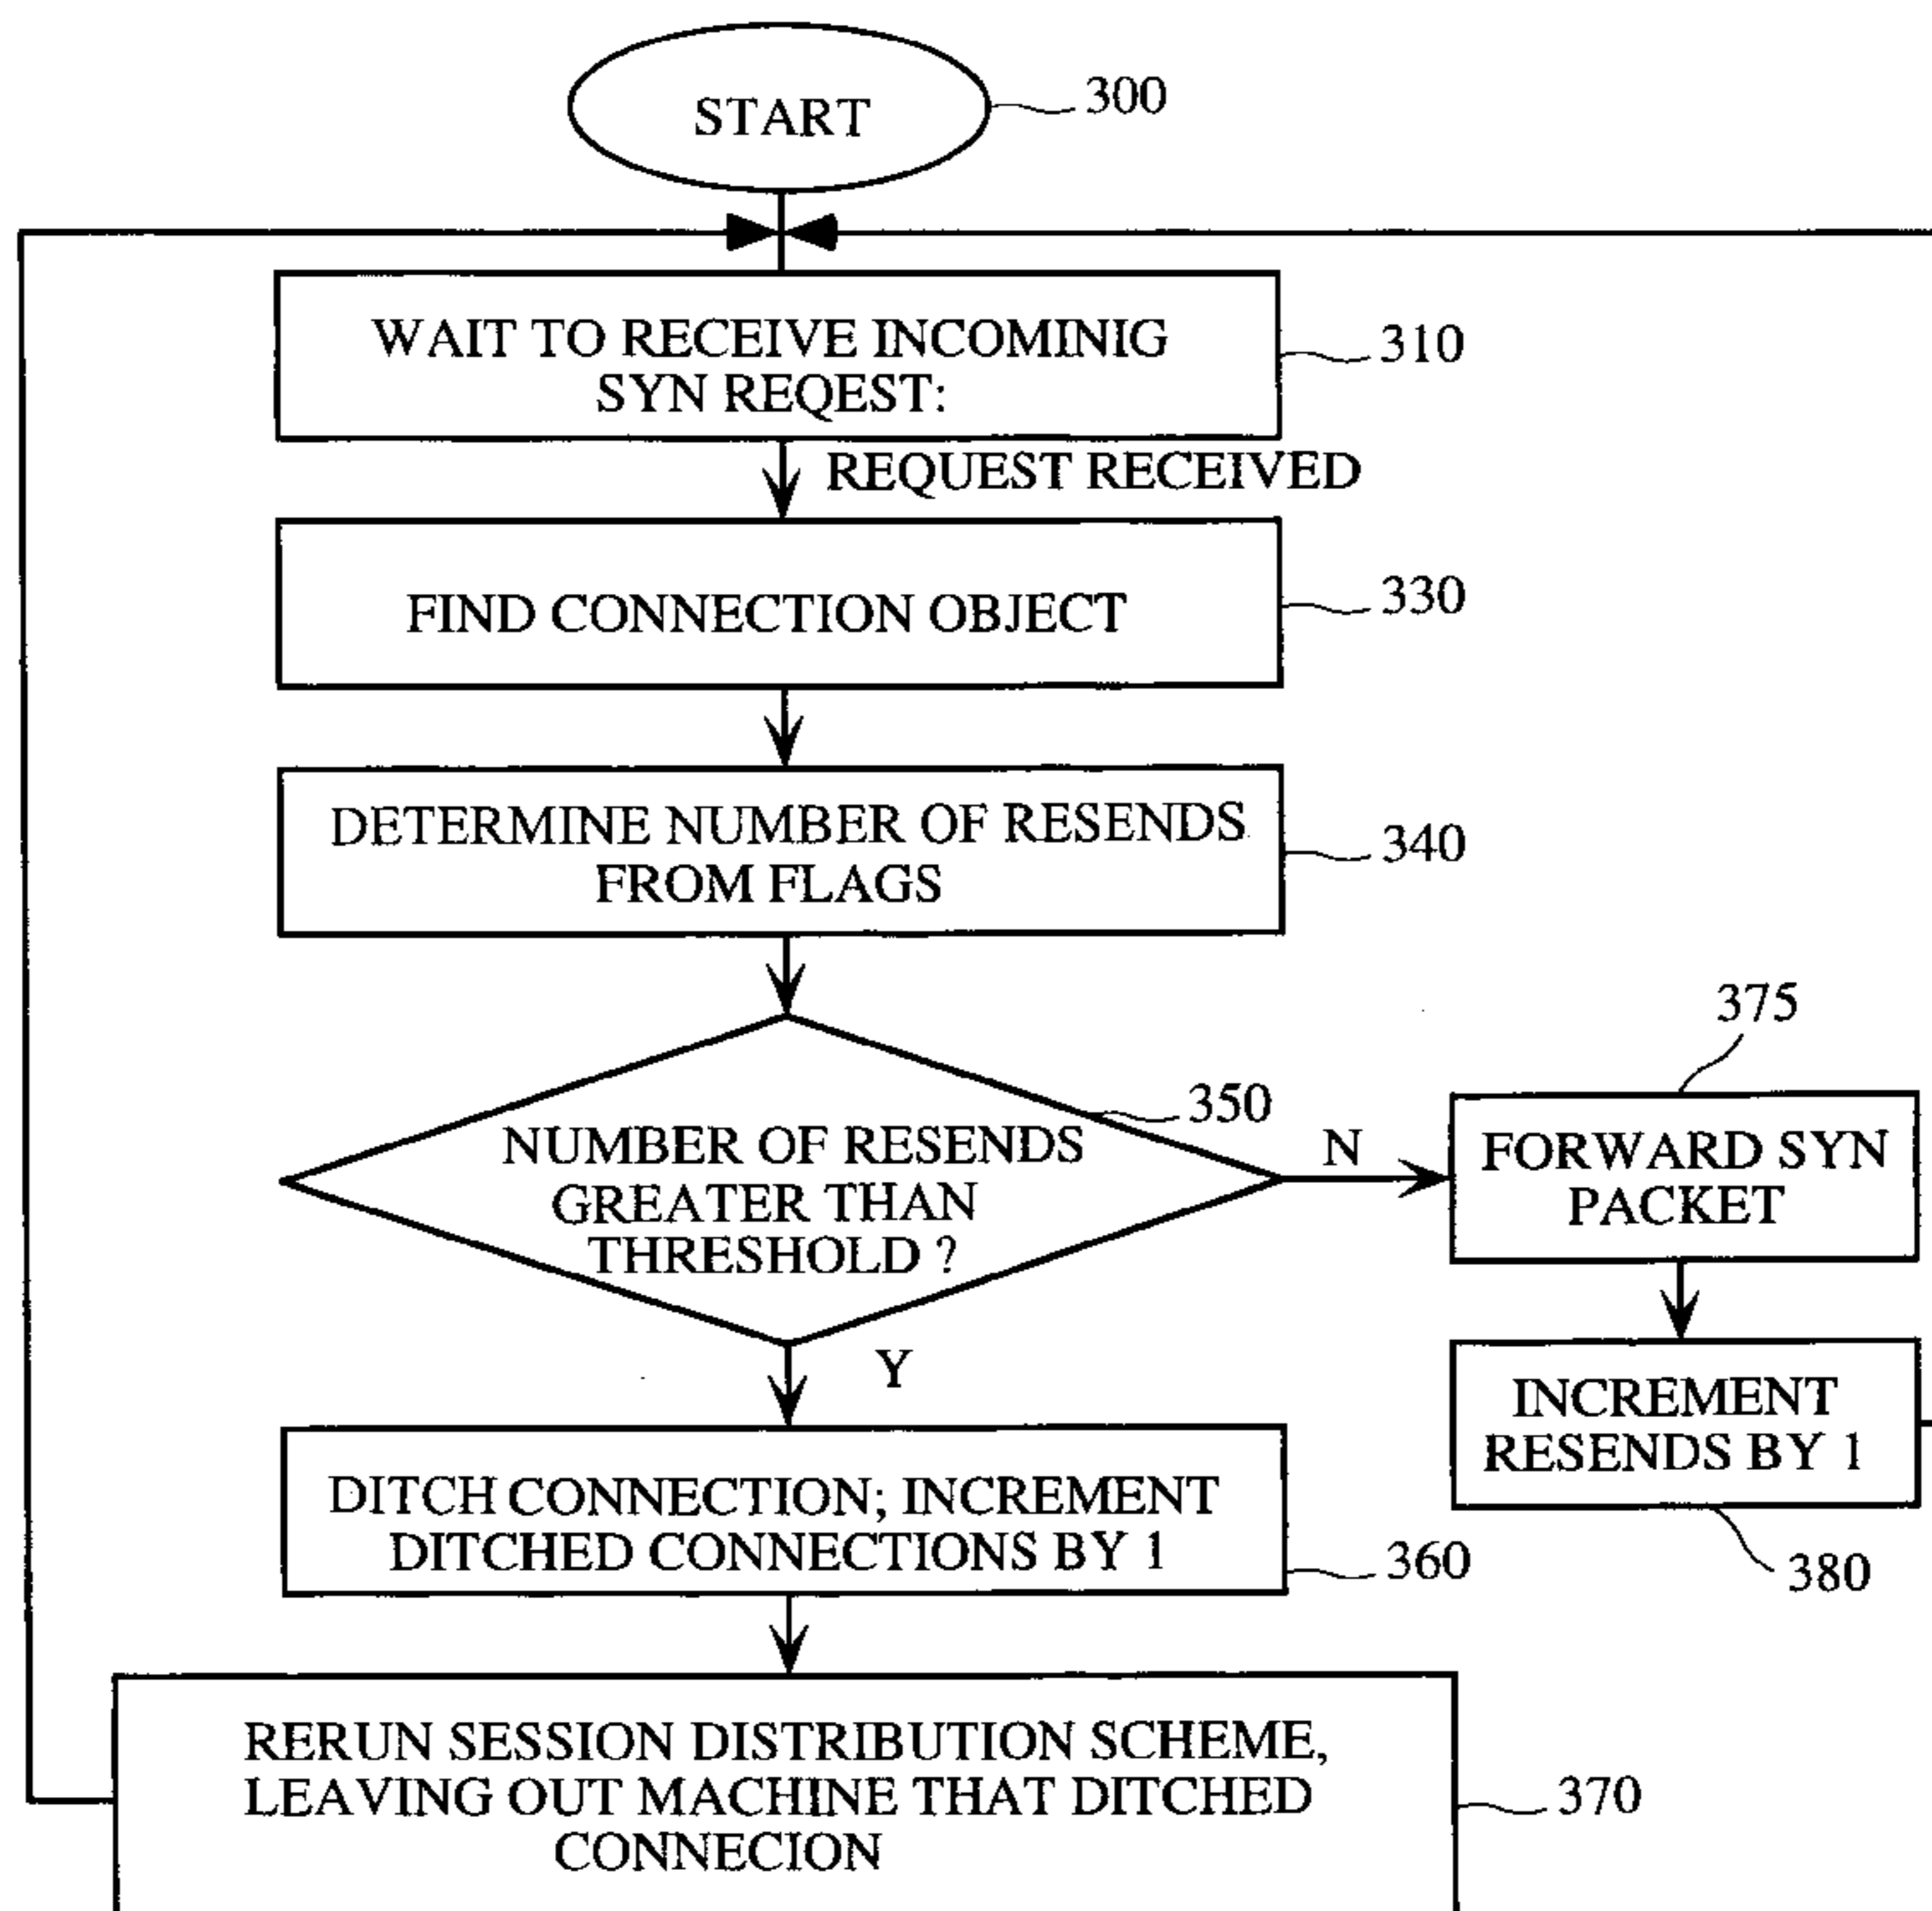 START
300
WAIT TO RECEIVE INCOMINIG
SYN REQEST:
310
REQUEST RECEIVED
FIND CONNECTION OBJECT
330
DETERMINE NUMBER OF RESENDS
FROM FLAGS
340
350
NUMBER OF RESENDS
GREATER THAN
THRESHOLD ?
N
375
FORWARD SYN
PACKET
Y
INCREMENT
RESENDS BY 1
380
DITCH CONNECTION; INCREMENT
DITCHED CONNECTIONS BY 1
360
RERUN SESSION DISTRIBUTION SCHEME,
LEAVING OUT MACHINE THAT DITCHED
CONNECION
370